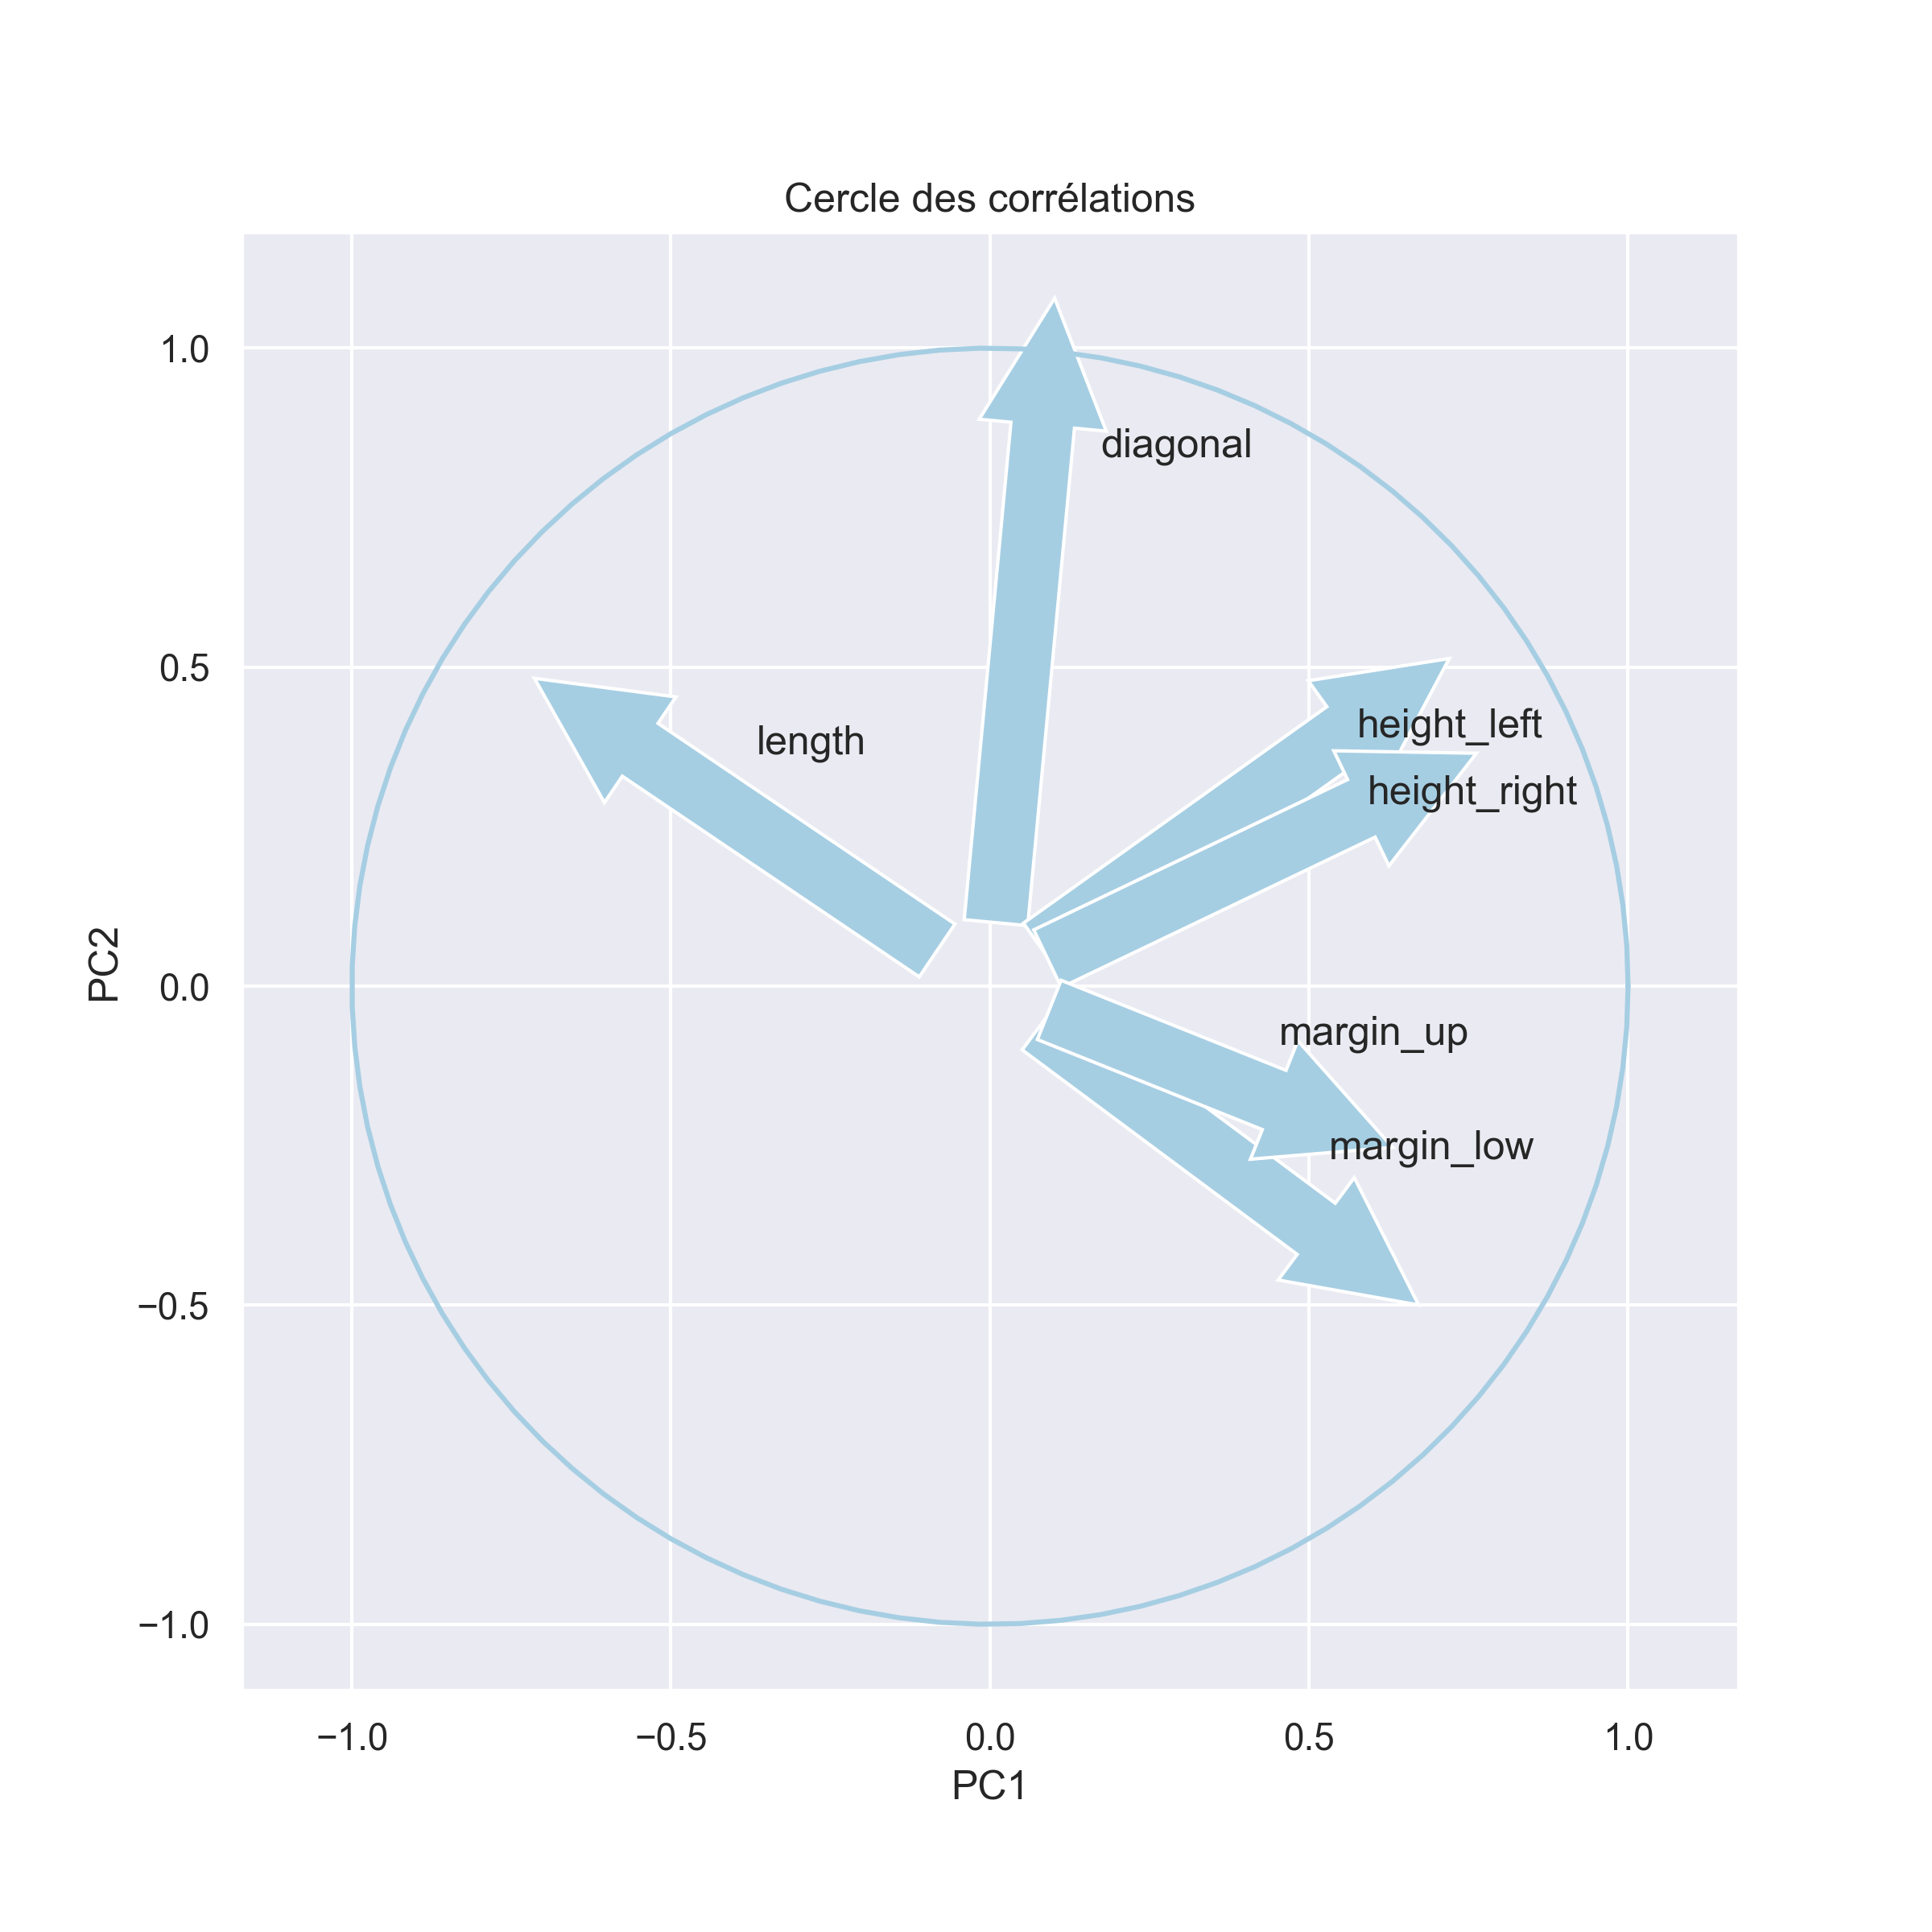 Cercle des corrélations
1.0
diagonal
0.5
height_left
length
height_right
PC2
0.0
margin_up
margin_low
−0.5
−1.0
−1.0 −0.5 0.0 0.5 1.0
PC1